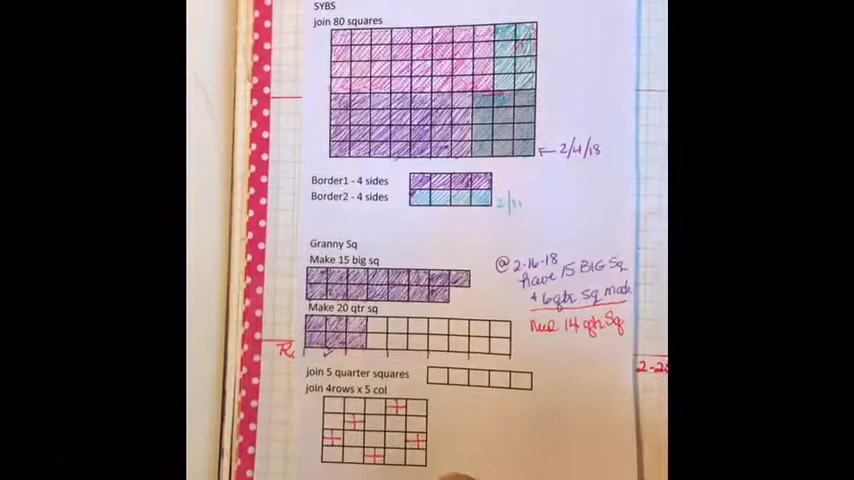 SYBS
join 80 squares
2/4/18
Border1 - 4 sides
Border2 - 4 sides
2/11
Granny Sq
Make 15 big sq
@ 2-16-18
have 15 BIG Sq
+ 6 qtr sq made
Make 20 qtr sq
Need 14 qtr Sq
join 5 quarter squares
join 4rows x 5 col